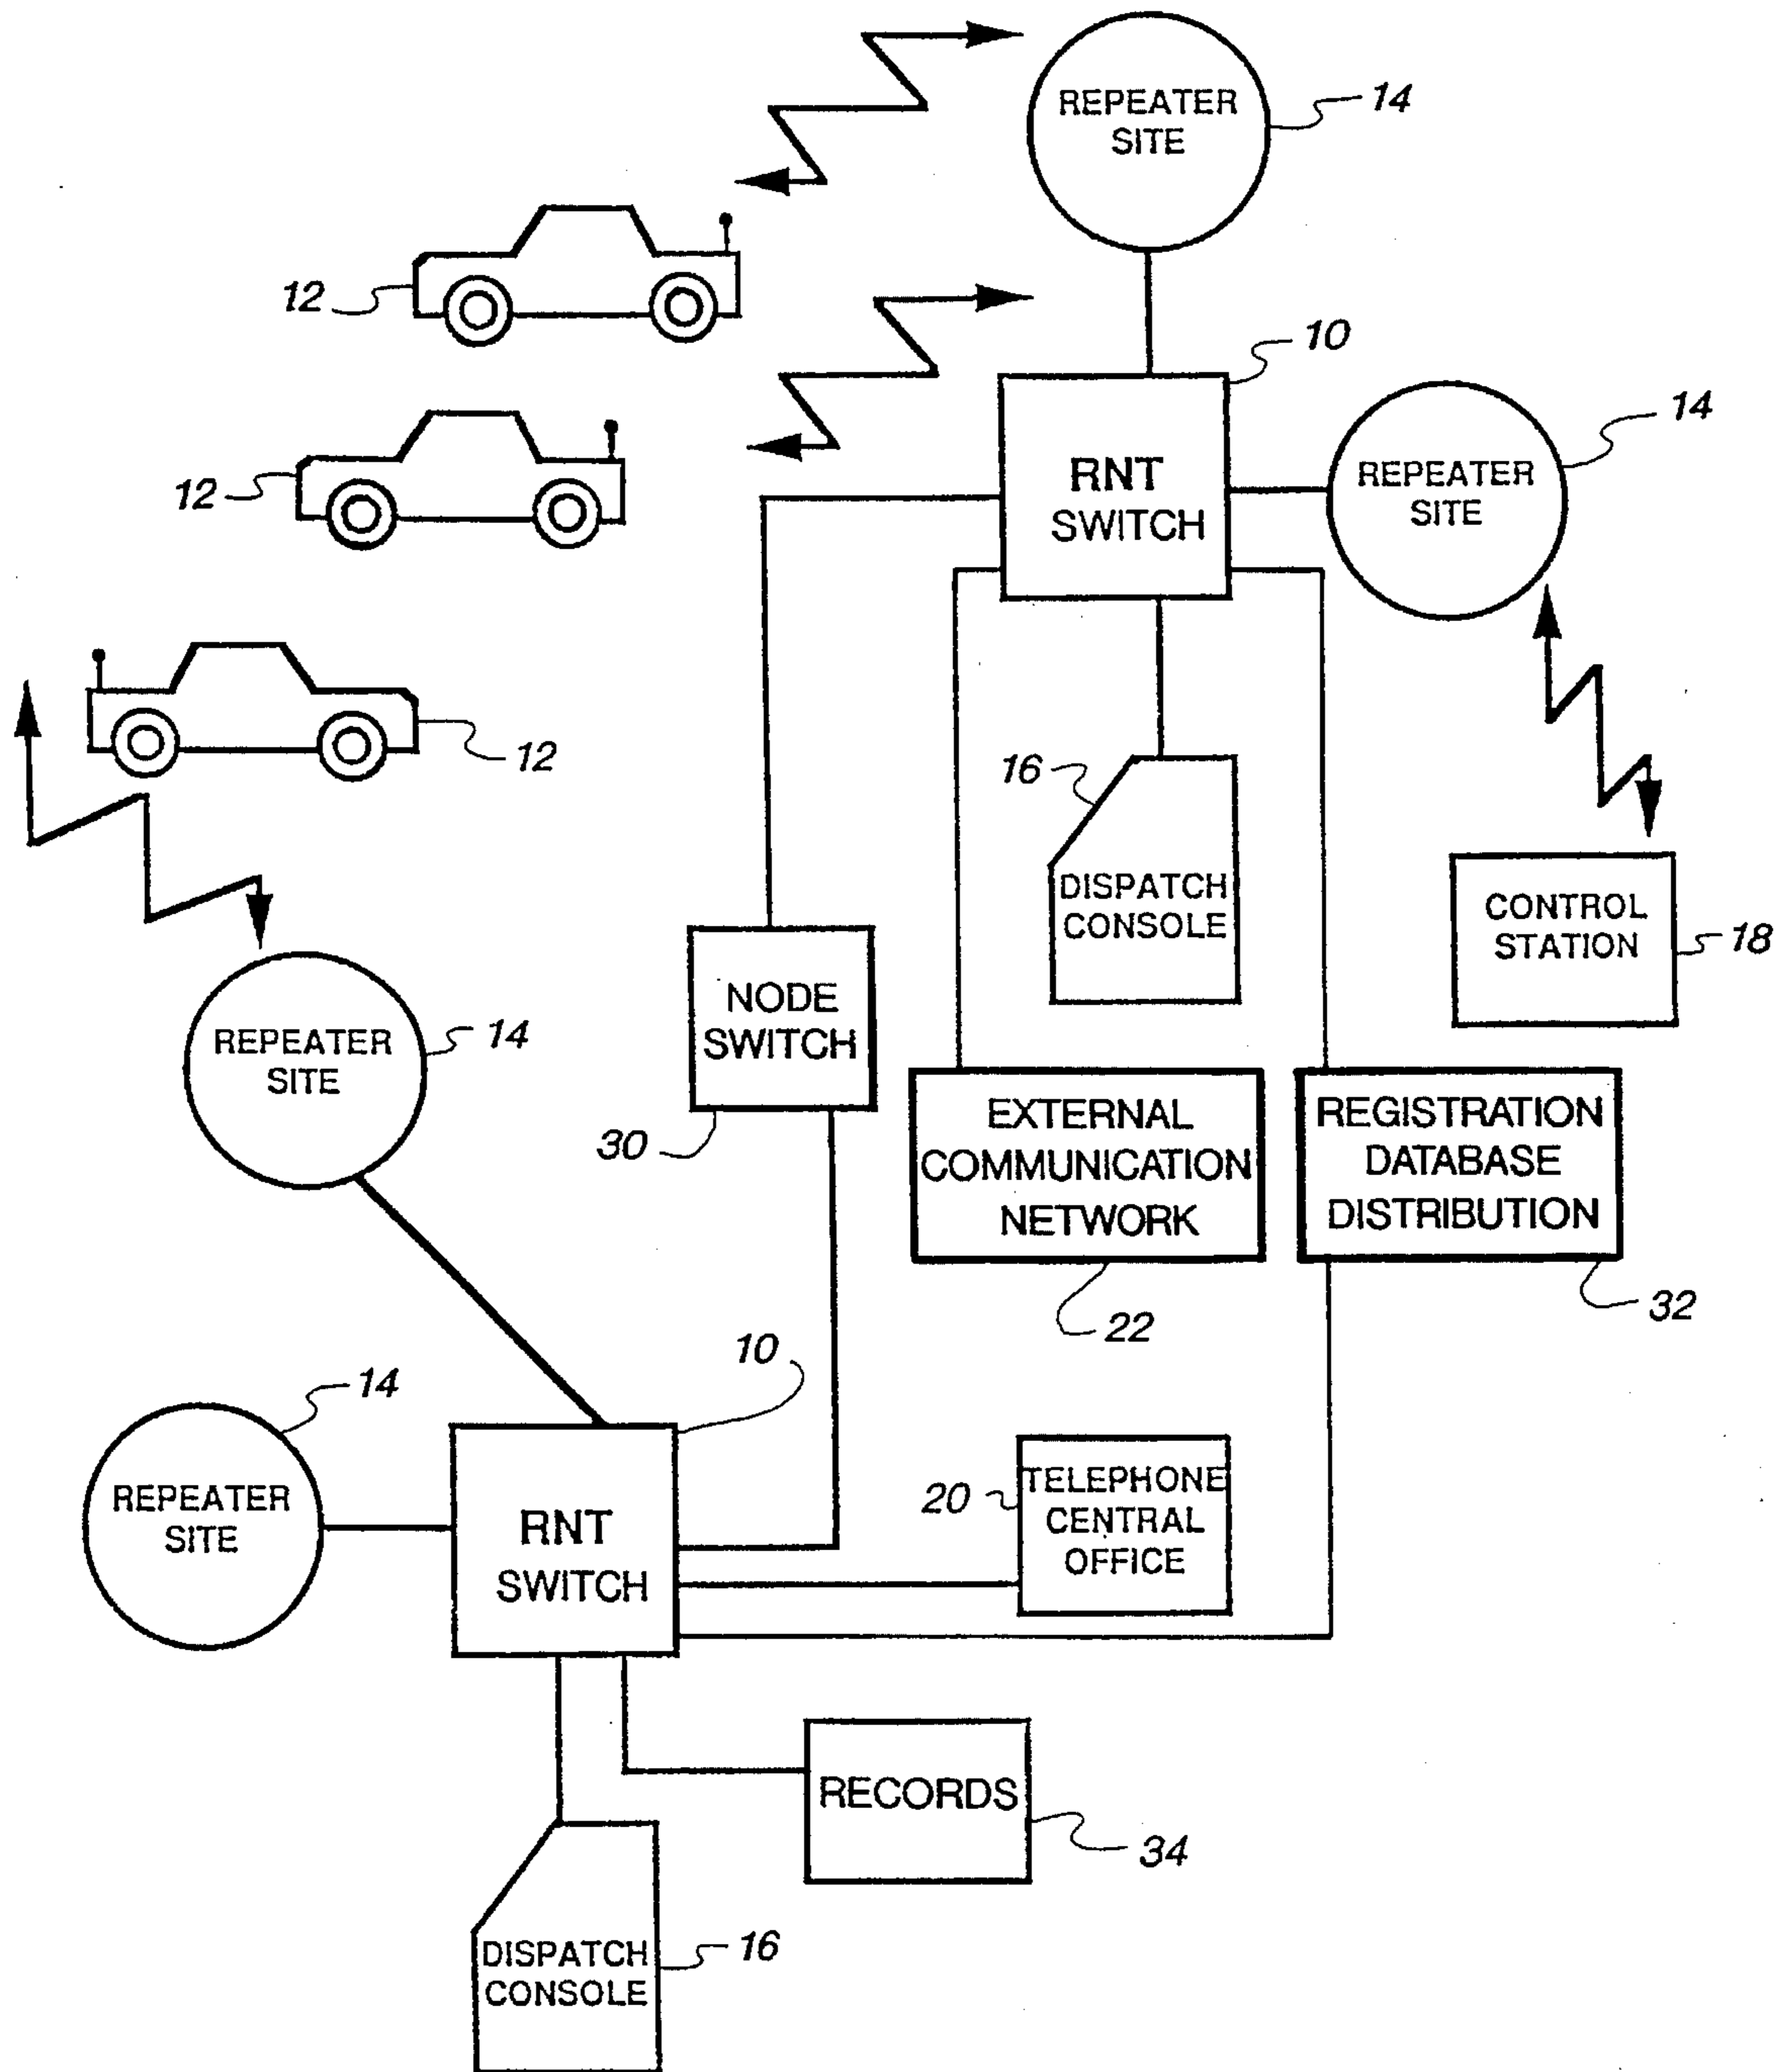 REPEATER
SITE
14
12
10
RNT
SWITCH
REPEATER
SITE
14
12
12
16
DISPATCH
CONSOLE
CONTROL
STATION
18
NODE
SWITCH
30
REPEATER
SITE
14
EXTERNAL
COMMUNICATION
NETWORK
22
REGISTRATION
DATABASE
DISTRIBUTION
32
10
14
REPEATER
SITE
RNT
SWITCH
20
TELEPHONE
CENTRAL
OFFICE
RECORDS
34
DISPATCH
CONSOLE
16